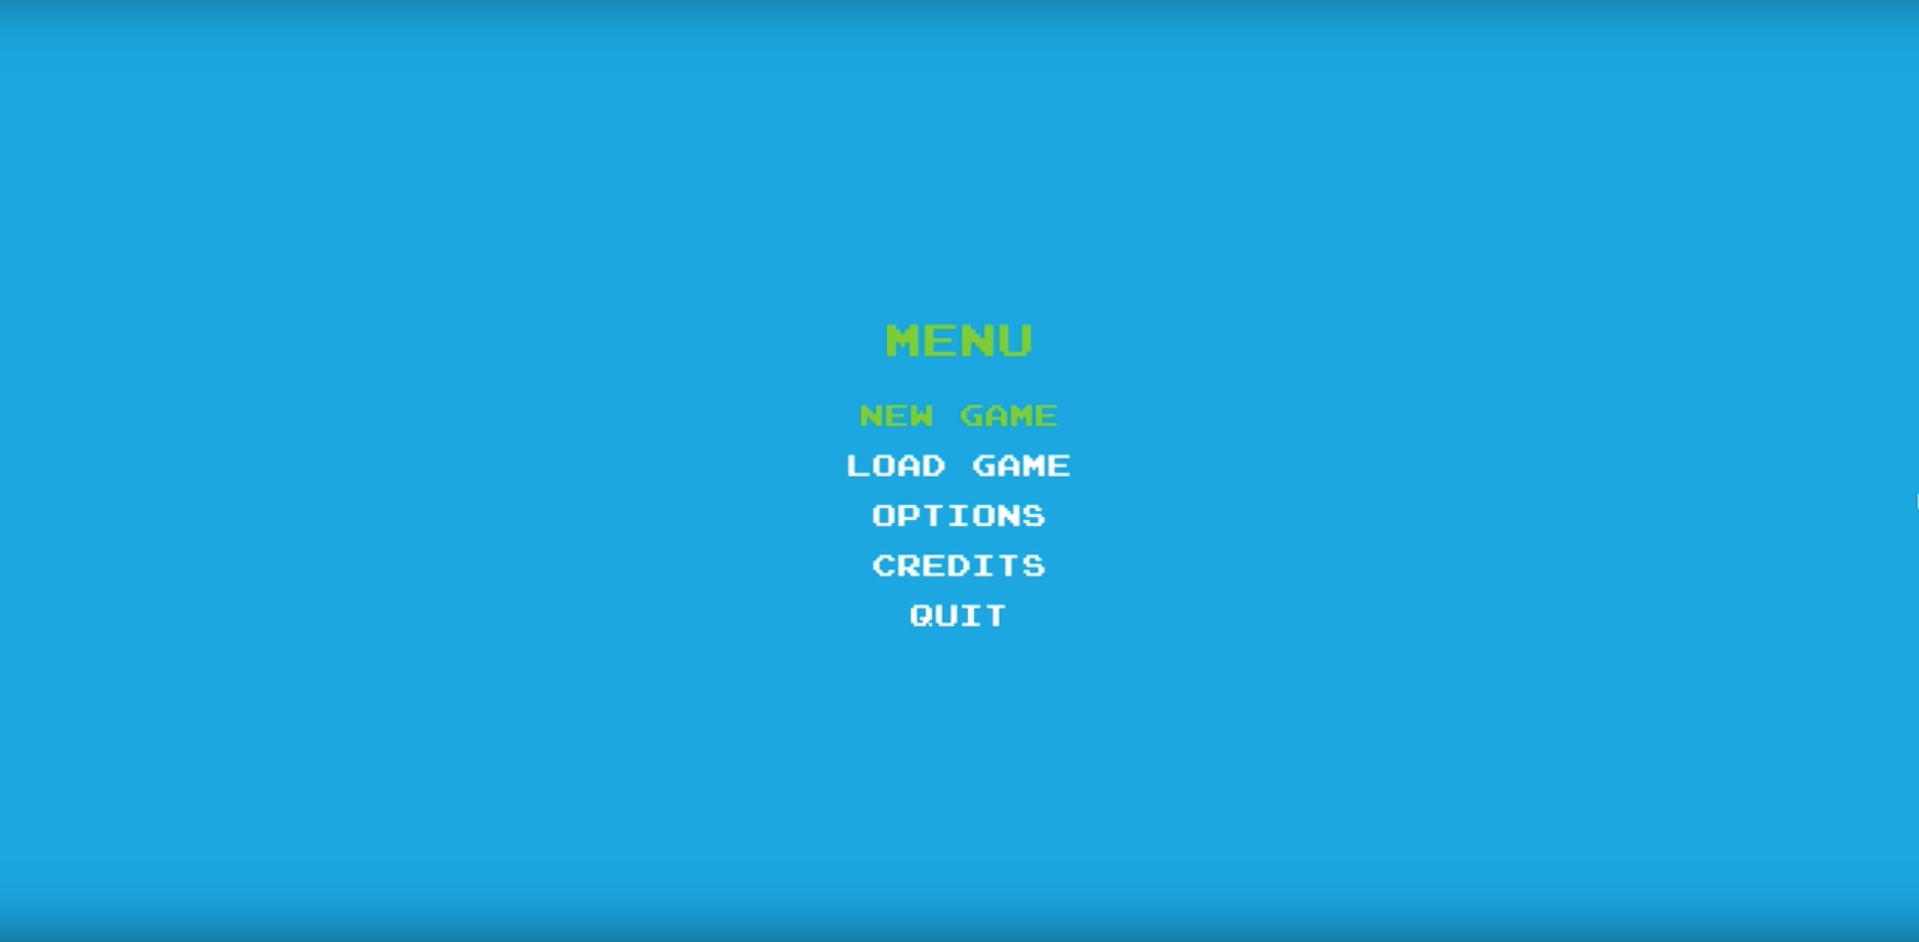 MENU
NEW GAME
LOAD GAME
OPTIONS
CREDITS
QUIT